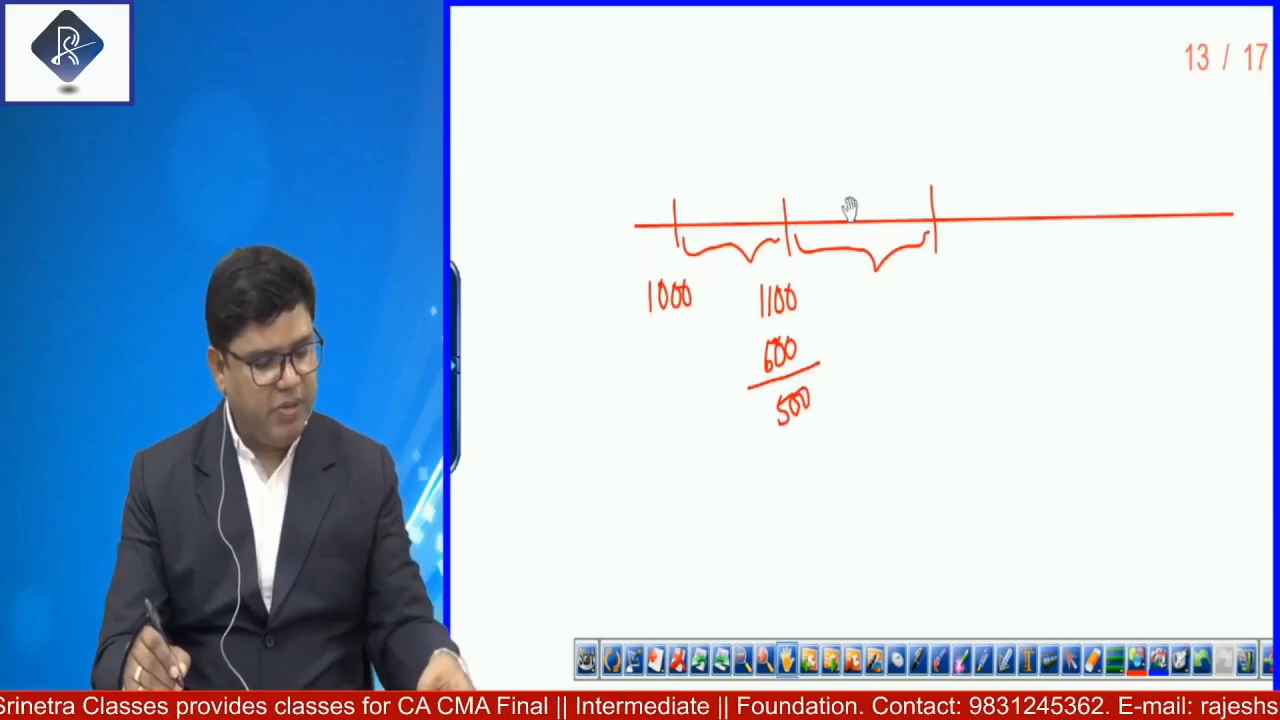 13 / 17
1000 1100
600
500
Start
Srinetra Classes provides classes for CA CMA Final || Intermediate || Foundation. Contact: 9831245362. E-mail: rajeshs